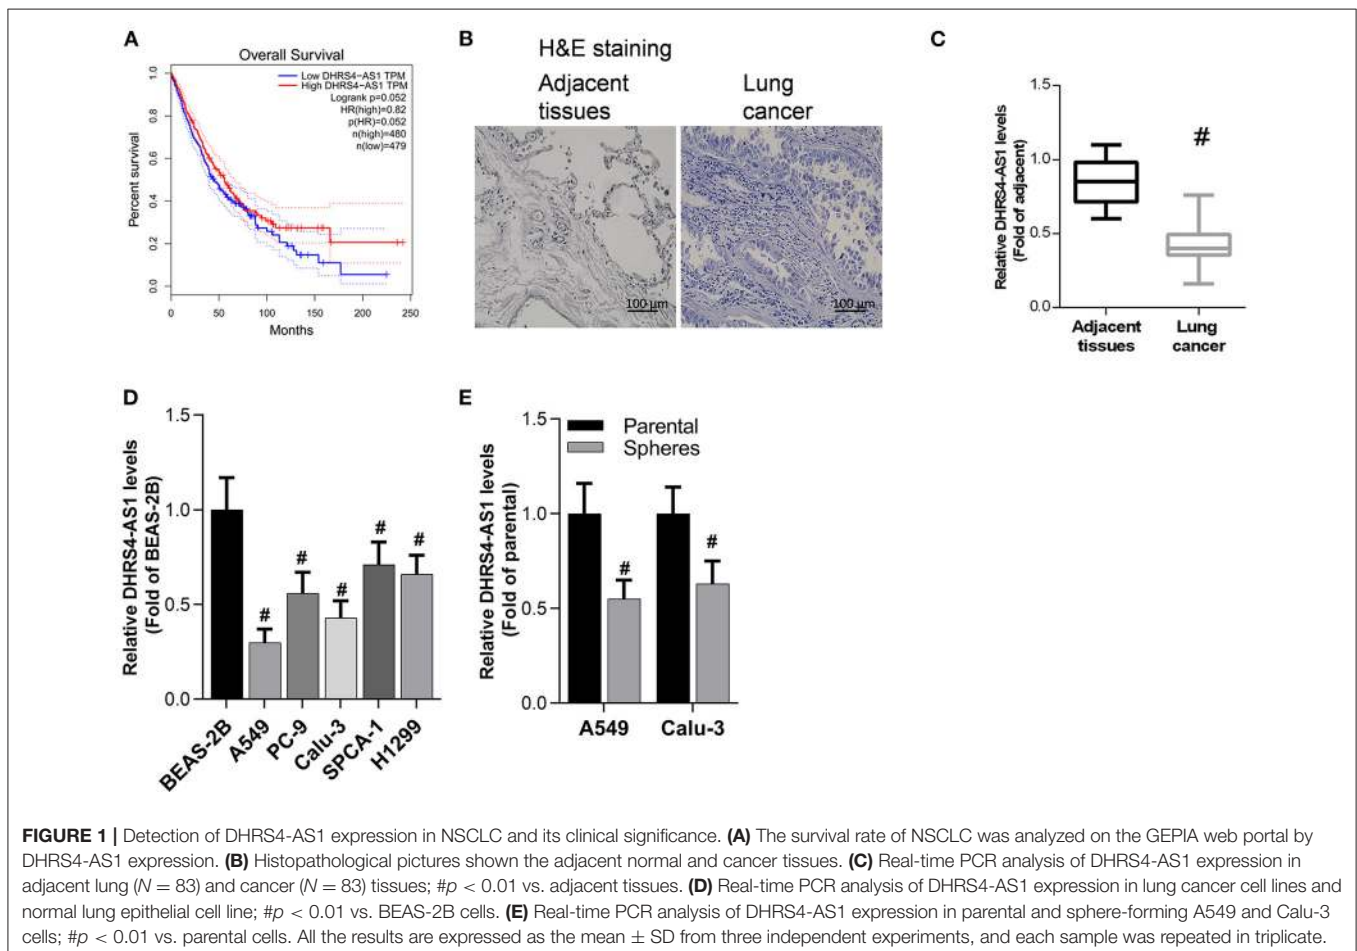 A
Overall Survival
Low DHRS4−AS1 TPM
High DHRS4−AS1 TPM
Logrank p=0.052
HR(high)=0.82
p(HR)=0.052
n(high)=480
n(low)=479
Percent survival
1.0
0.8
0.6
0.4
0.2
0.0
0 50 100 150 200 250
Months
B
H&E staining
Adjacent tissues
Lung cancer
100 µm
100 µm
C
Relative DHRS4-AS1 levels
(Fold of adjacent)
1.5
1.0
0.5
0.0
#
Adjacent tissues
Lung cancer
D
Relative DHRS4-AS1 levels
(Fold of BEAS-2B)
1.5
1.0
0.5
0.0
# # # # #
BEAS-2B A549 PC-9 Calu-3 SPCA-1 H1299
E
Relative DHRS4-AS1 levels
(Fold of parental)
1.5
1.0
0.5
0.0
Parental
Spheres
# #
A549 Calu-3
FIGURE 1 | Detection of DHRS4-AS1 expression in NSCLC and its clinical significance. (A) The survival rate of NSCLC was analyzed on the GEPIA web portal by
DHRS4-AS1 expression. (B) Histopathological pictures shown the adjacent normal and cancer tissues. (C) Real-time PCR analysis of DHRS4-AS1 expression in
adjacent lung (N = 83) and cancer (N = 83) tissues; #p < 0.01 vs. adjacent tissues. (D) Real-time PCR analysis of DHRS4-AS1 expression in lung cancer cell lines and
normal lung epithelial cell line; #p < 0.01 vs. BEAS-2B cells. (E) Real-time PCR analysis of DHRS4-AS1 expression in parental and sphere-forming A549 and Calu-3
cells; #p < 0.01 vs. parental cells. All the results are expressed as the mean ± SD from three independent experiments, and each sample was repeated in triplicate.